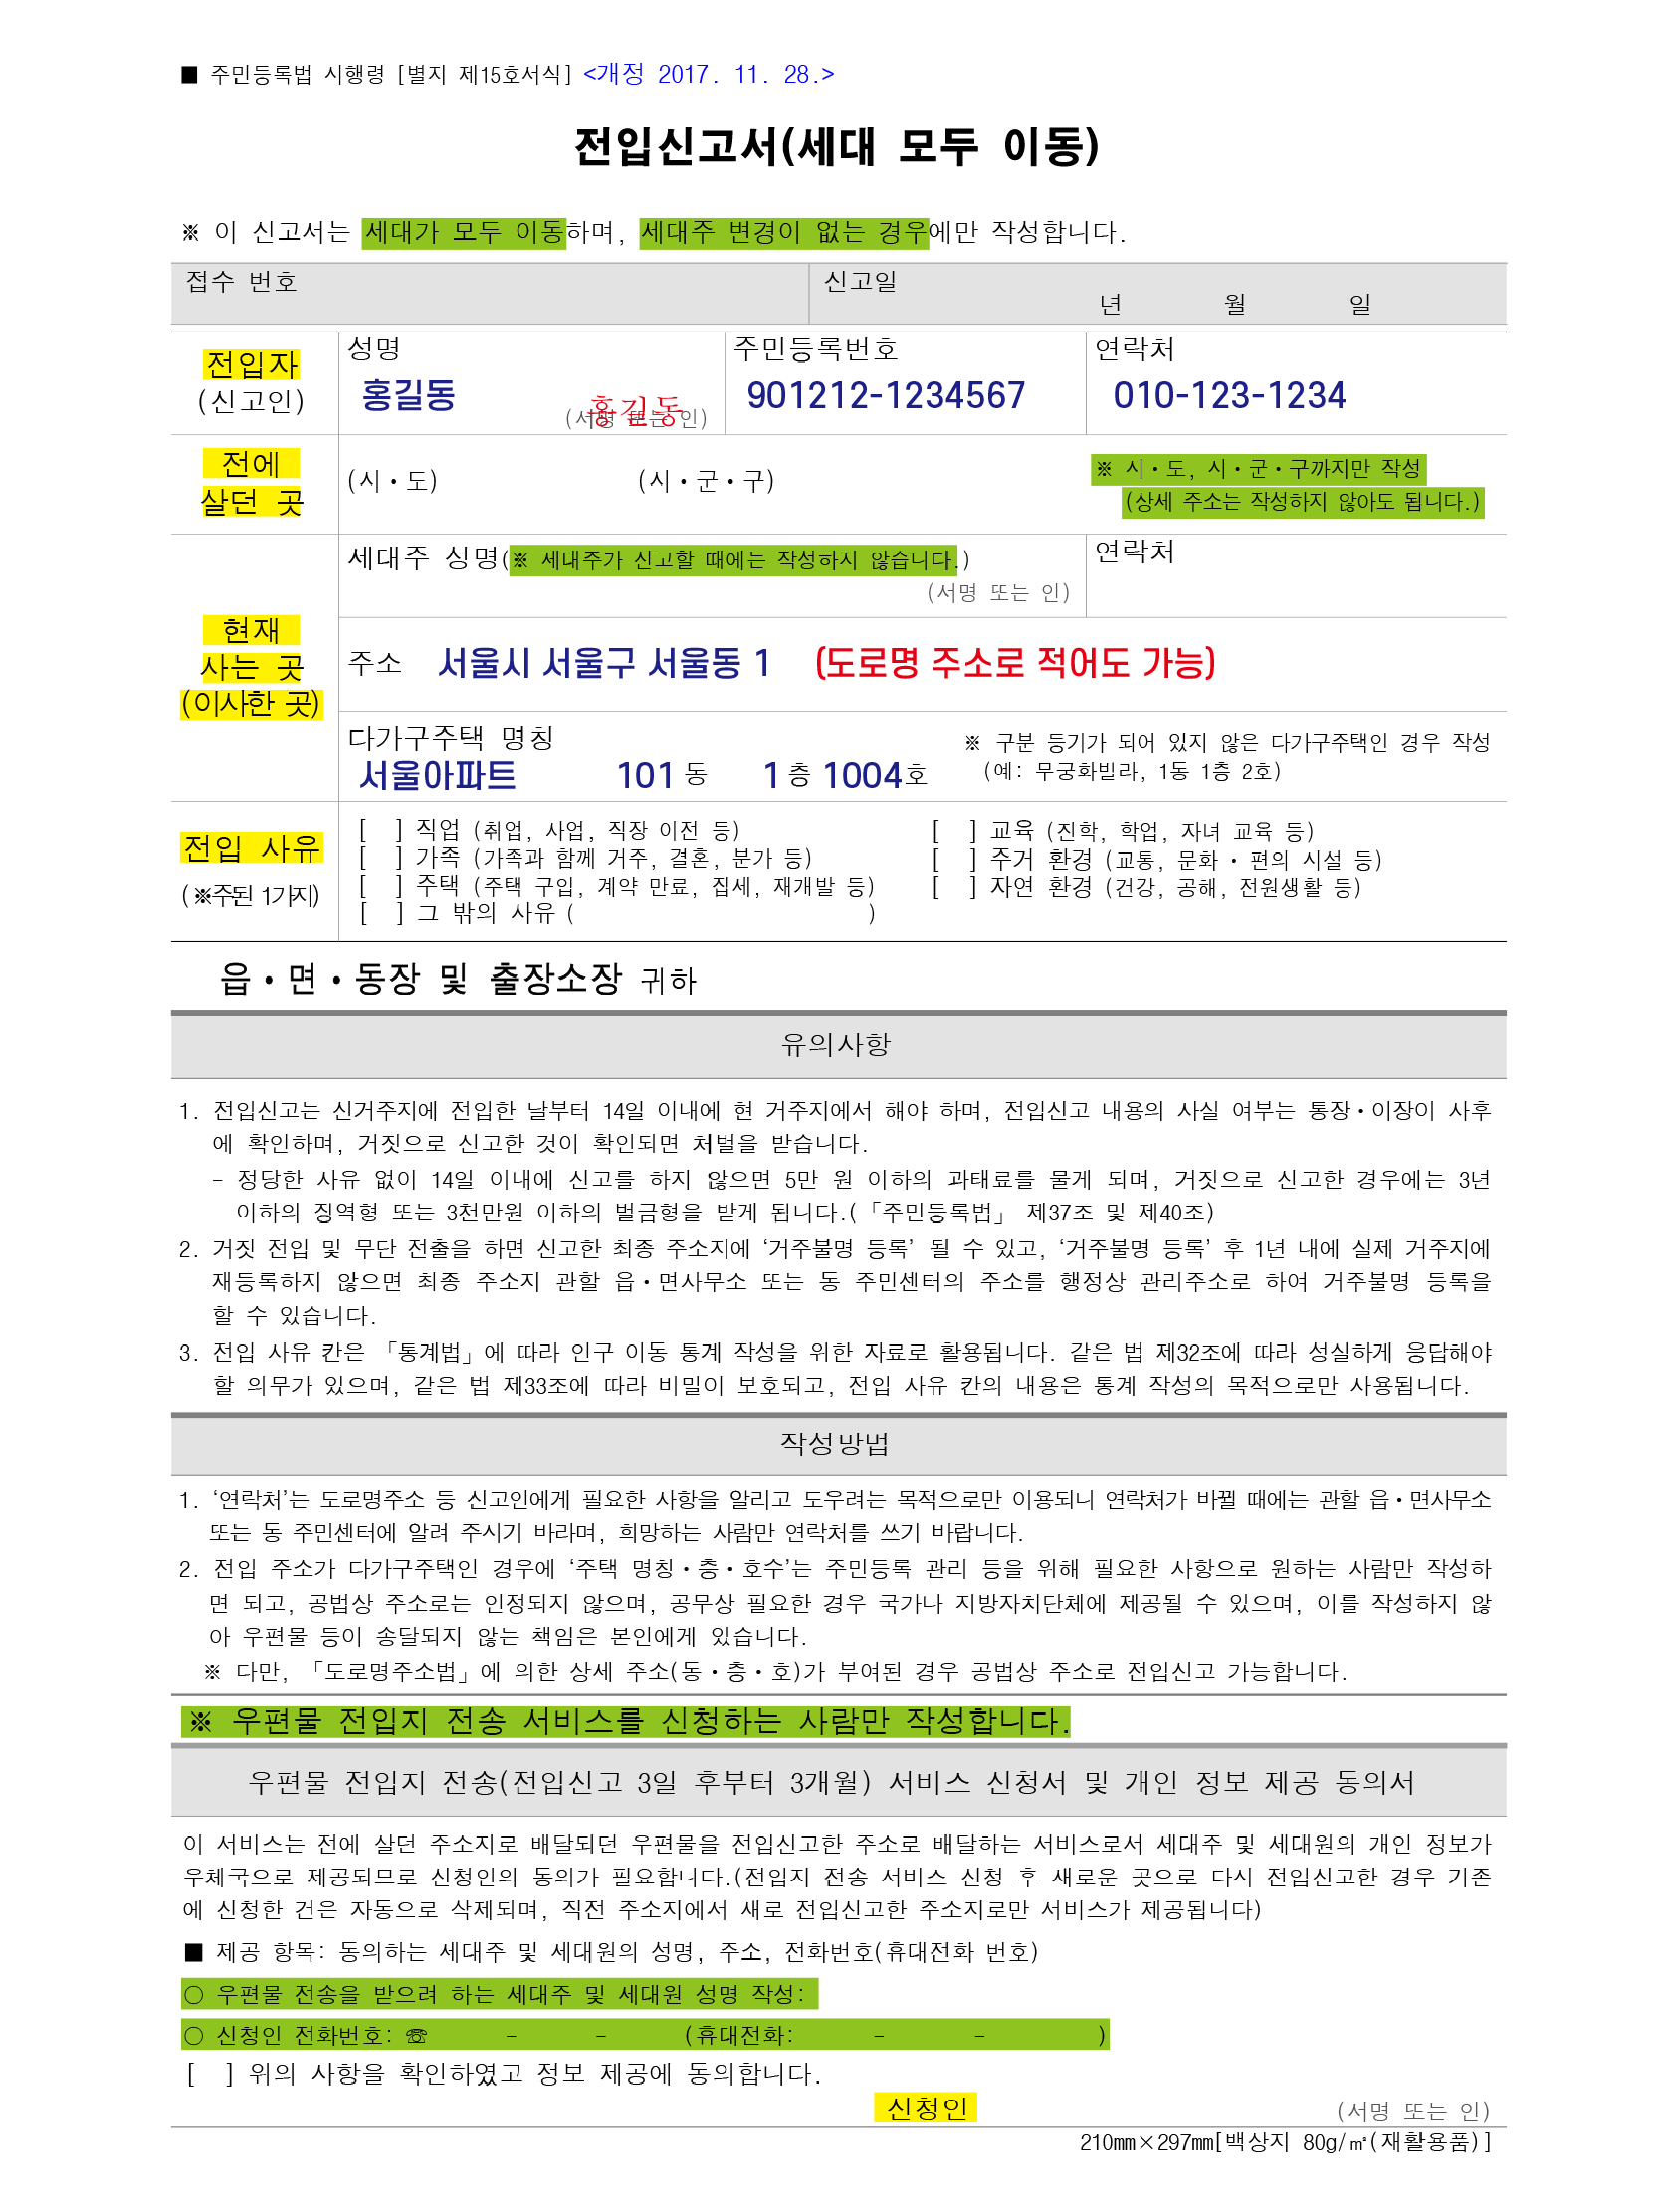 ■ 주민등록법 시행령 [별지 제15호서식] <개정 2017. 11. 28.>
전입신고서(세대 모두 이동)
※ 이 신고서는 세대가 모두 이동하며, 세대주 변경이 없는 경우에만 작성합니다.
접수 번호 신고일
년 월 일
전입자
(신고인)
성명 주민등록번호 연락처
홍길동 901212-1234567 010-123-1234
홍길동
(서명 또는 인)
전에
살던 곳
(시・도) (시・군・구)
※ 시・도, 시・군・구까지만 작성
(상세 주소는 작성하지 않아도 됩니다.)
현재
사는 곳
(이사한 곳)
세대주 성명(※ 세대주가 신고할 때에는 작성하지 않습니다.) 연락처
(서명 또는 인)
주소 서울시 서울구 서울동 1 (도로명 주소로 적어도 가능)
다가구주택 명칭
서울아파트 101 동 1 층 1004호
※ 구분 등기가 되어 있지 않은 다가구주택인 경우 작성
(예: 무궁화빌라, 1동 1층 2호)
전입 사유
(※주된 1가지)
[ ] 직업 (취업, 사업, 직장 이전 등) [ ] 교육 (진학, 학업, 자녀 교육 등)
[ ] 가족 (가족과 함께 거주, 결혼, 분가 등) [ ] 주거 환경 (교통, 문화・편의 시설 등)
[ ] 주택 (주택 구입, 계약 만료, 집세, 재개발 등) [ ] 자연 환경 (건강, 공해, 전원생활 등)
[ ] 그 밖의 사유 ( )
읍・면・동장 및 출장소장 귀하
유의사항
1. 전입신고는 신거주지에 전입한 날부터 14일 이내에 현 거주지에서 해야 하며, 전입신고 내용의 사실 여부는 통장・이장이 사후
에 확인하며, 거짓으로 신고한 것이 확인되면 처벌을 받습니다.
- 정당한 사유 없이 14일 이내에 신고를 하지 않으면 5만 원 이하의 과태료를 물게 되며, 거짓으로 신고한 경우에는 3년
이하의 징역형 또는 3천만원 이하의 벌금형을 받게 됩니다.(「주민등록법」 제37조 및 제40조)
2. 거짓 전입 및 무단 전출을 하면 신고한 최종 주소지에 ‘거주불명 등록’ 될 수 있고, ‘거주불명 등록’ 후 1년 내에 실제 거주지에
재등록하지 않으면 최종 주소지 관할 읍・면사무소 또는 동 주민센터의 주소를 행정상 관리주소로 하여 거주불명 등록을
할 수 있습니다.
3. 전입 사유 칸은 「통계법」에 따라 인구 이동 통계 작성을 위한 자료로 활용됩니다. 같은 법 제32조에 따라 성실하게 응답해야
할 의무가 있으며, 같은 법 제33조에 따라 비밀이 보호되고, 전입 사유 칸의 내용은 통계 작성의 목적으로만 사용됩니다.
작성방법
1. ‘연락처’는 도로명주소 등 신고인에게 필요한 사항을 알리고 도우려는 목적으로만 이용되니 연락처가 바뀔 때에는 관할 읍・면사무소
또는 동 주민센터에 알려 주시기 바라며, 희망하는 사람만 연락처를 쓰기 바랍니다.
2. 전입 주소가 다가구주택인 경우에 ‘주택 명칭・층・호수’는 주민등록 관리 등을 위해 필요한 사항으로 원하는 사람만 작성하
면 되고, 공법상 주소로는 인정되지 않으며, 공무상 필요한 경우 국가나 지방자치단체에 제공될 수 있으며, 이를 작성하지 않
아 우편물 등이 송달되지 않는 책임은 본인에게 있습니다.
※ 다만, 「도로명주소법」에 의한 상세 주소(동・층・호)가 부여된 경우 공법상 주소로 전입신고 가능합니다.
※ 우편물 전입지 전송 서비스를 신청하는 사람만 작성합니다.
우편물 전입지 전송(전입신고 3일 후부터 3개월) 서비스 신청서 및 개인 정보 제공 동의서
이 서비스는 전에 살던 주소지로 배달되던 우편물을 전입신고한 주소로 배달하는 서비스로서 세대주 및 세대원의 개인 정보가
우체국으로 제공되므로 신청인의 동의가 필요합니다.(전입지 전송 서비스 신청 후 새로운 곳으로 다시 전입신고한 경우 기존
에 신청한 건은 자동으로 삭제되며, 직전 주소지에서 새로 전입신고한 주소지로만 서비스가 제공됩니다)
■ 제공 항목: 동의하는 세대주 및 세대원의 성명, 주소, 전화번호(휴대전화 번호)
○ 우편물 전송을 받으려 하는 세대주 및 세대원 성명 작성:
○ 신청인 전화번호: ☏ - - (휴대전화: - - )
[ ] 위의 사항을 확인하였고 정보 제공에 동의합니다.
신청인 (서명 또는 인)
210㎜×297㎜[백상지 80g/㎡(재활용품)]